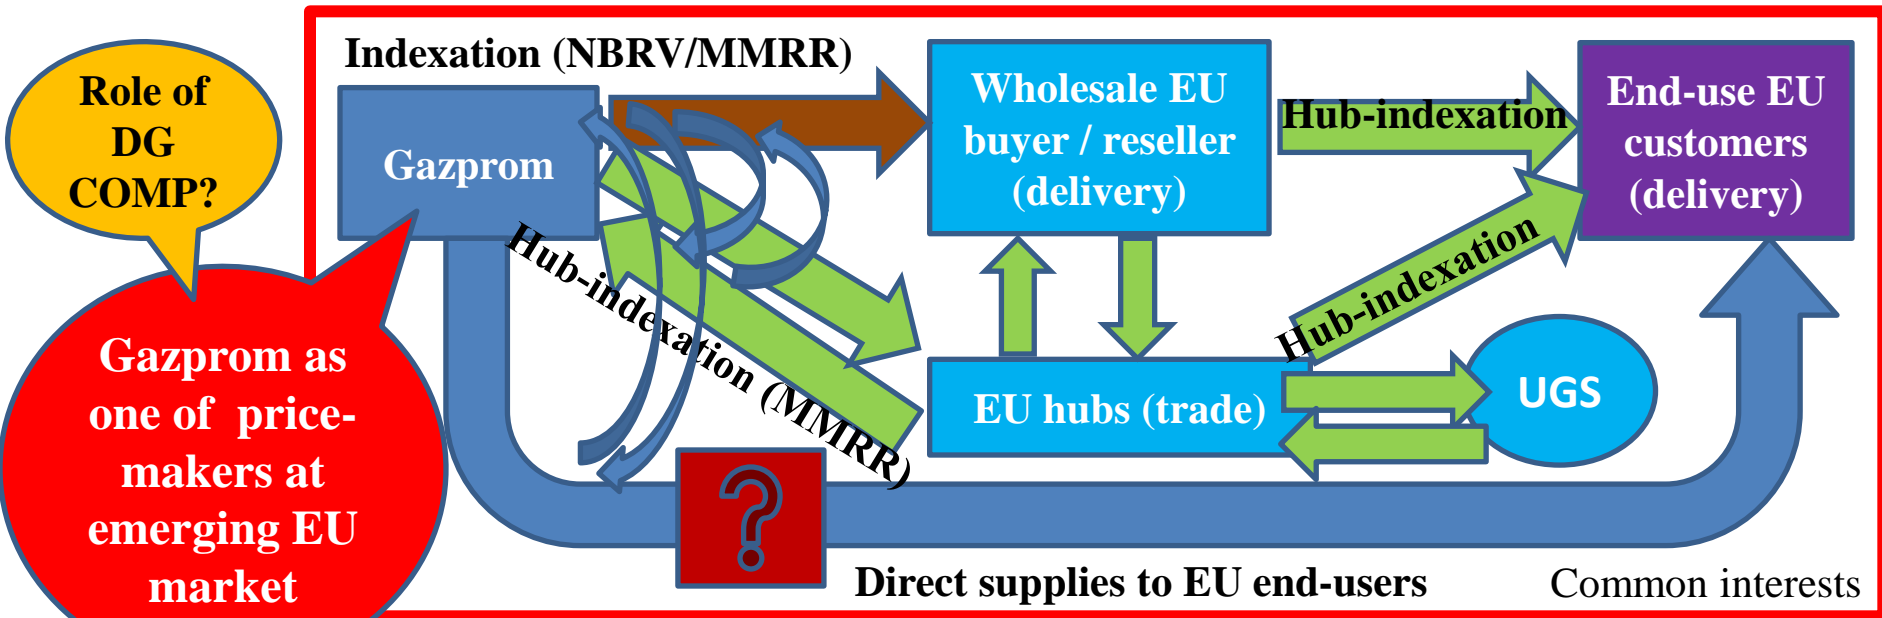 Role of
DG
COMP?
Gazprom as
one of price-
makers at
emerging EU
market
Indexation (NBRV/MMRR)
Gazprom
Wholesale EU
buyer / reseller
(delivery)
Hub-indexation
End-use EU
customers
(delivery)
Hub-indexation (MMRR)
Hub-indexation
EU hubs (trade)
UGS
?
Direct supplies to EU end-users
Common interests